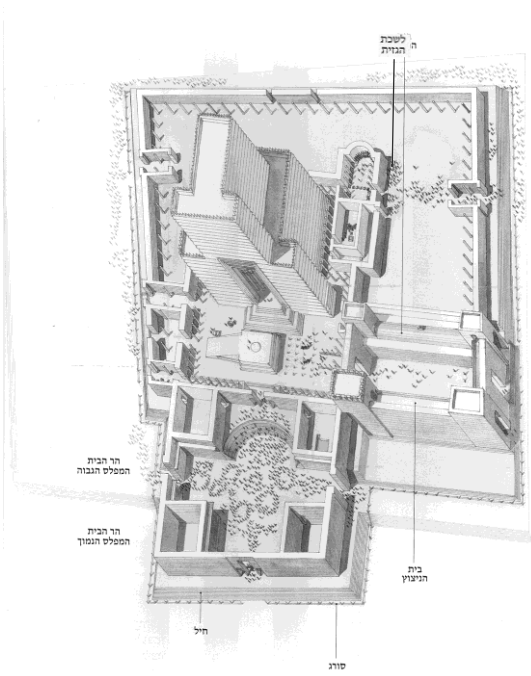 לשכת
הגזית
הר הבית
המפלס הגבוה
הר הבית
המפלס הנמוך
בית
הניצוץ
חיל
סורג